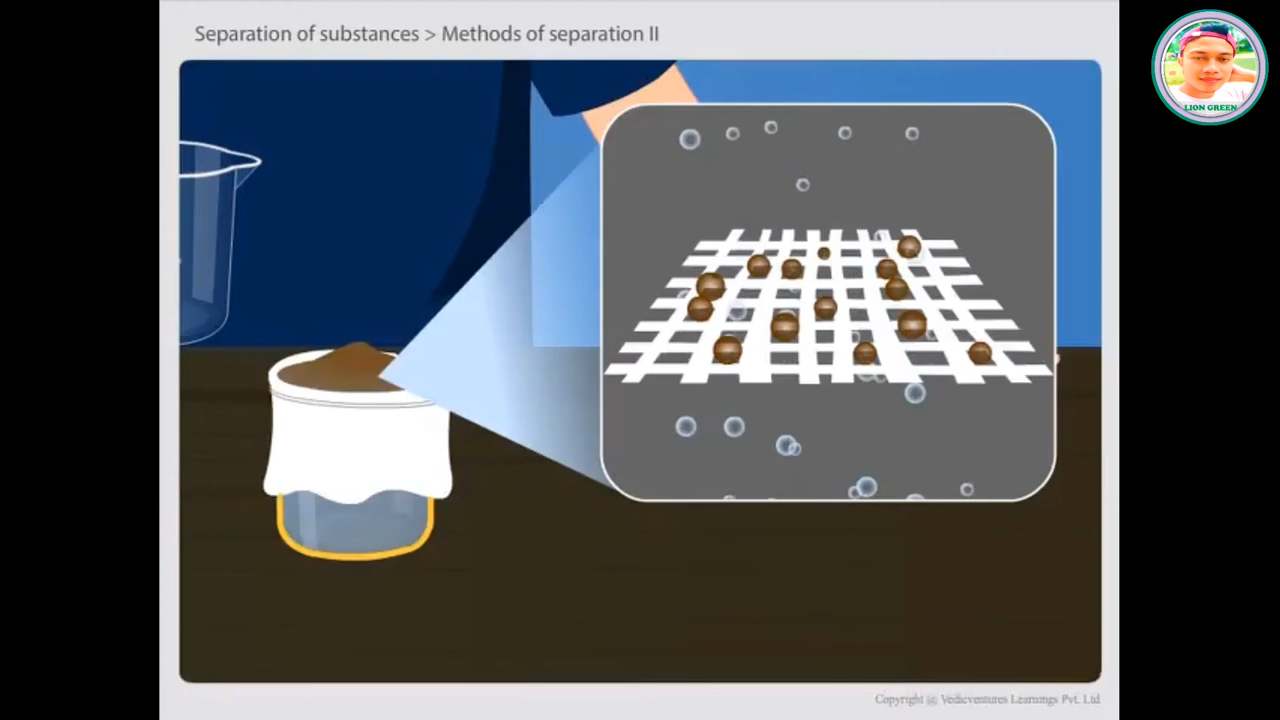 Separation of substances > Methods of separation II
LION GREEN
Copyright @ Vedicventures Learnings Pvt. Ltd